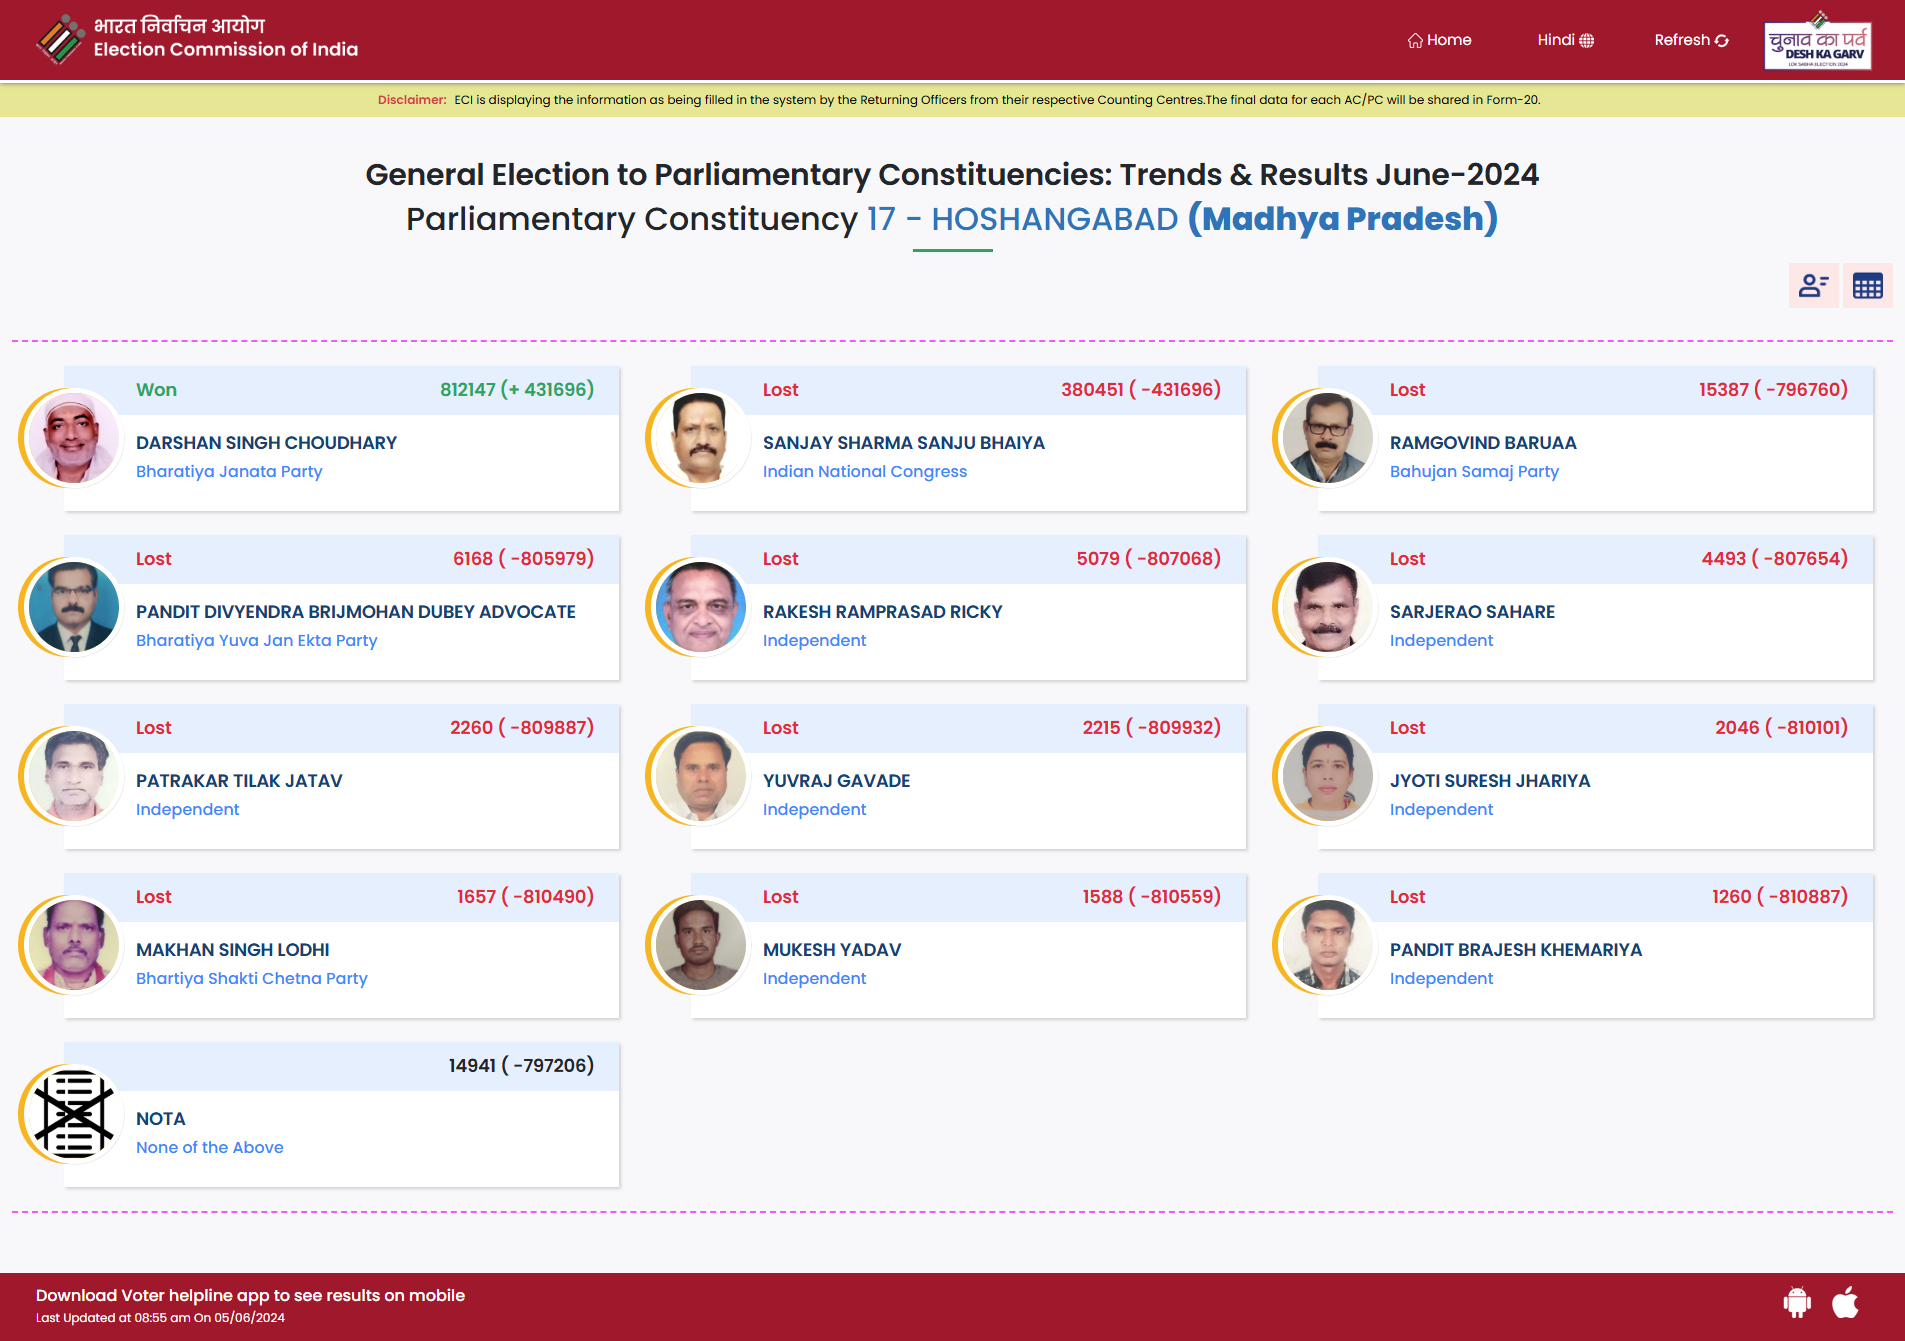 भारत निर्वाचन आयोग
Election Commission of India
Home
Hindi
Refresh
चुनाव का पर्व
DESH KA GARV
LOK SABHA ELECTION 2024
Disclaimer: ECI is displaying the information as being filled in the system by the Returning Officers from their respective Counting Centres.The final data for each AC/PC will be shared in Form-20.
General Election to Parliamentary Constituencies: Trends & Results June-2024
Parliamentary Constituency 17 - HOSHANGABAD (Madhya Pradesh)
Won 812147 (+ 431696)
DARSHAN SINGH CHOUDHARY
Bharatiya Janata Party
Lost 380451 ( -431696)
SANJAY SHARMA SANJU BHAIYA
Indian National Congress
Lost 15387 ( -796760)
RAMGOVIND BARUAA
Bahujan Samaj Party
Lost 6168 ( -805979)
PANDIT DIVYENDRA BRIJMOHAN DUBEY ADVOCATE
Bharatiya Yuva Jan Ekta Party
Lost 5079 ( -807068)
RAKESH RAMPRASAD RICKY
Independent
Lost 4493 ( -807654)
SARJERAO SAHARE
Independent
Lost 2260 ( -809887)
PATRAKAR TILAK JATAV
Independent
Lost 2215 ( -809932)
YUVRAJ GAVADE
Independent
Lost 2046 ( -810101)
JYOTI SURESH JHARIYA
Independent
Lost 1657 ( -810490)
MAKHAN SINGH LODHI
Bhartiya Shakti Chetna Party
Lost 1588 ( -810559)
MUKESH YADAV
Independent
Lost 1260 ( -810887)
PANDIT BRAJESH KHEMARIYA
Independent
14941 ( -797206)
NOTA
None of the Above
Download Voter helpline app to see results on mobile
Last Updated at 08:55 am On 05/06/2024